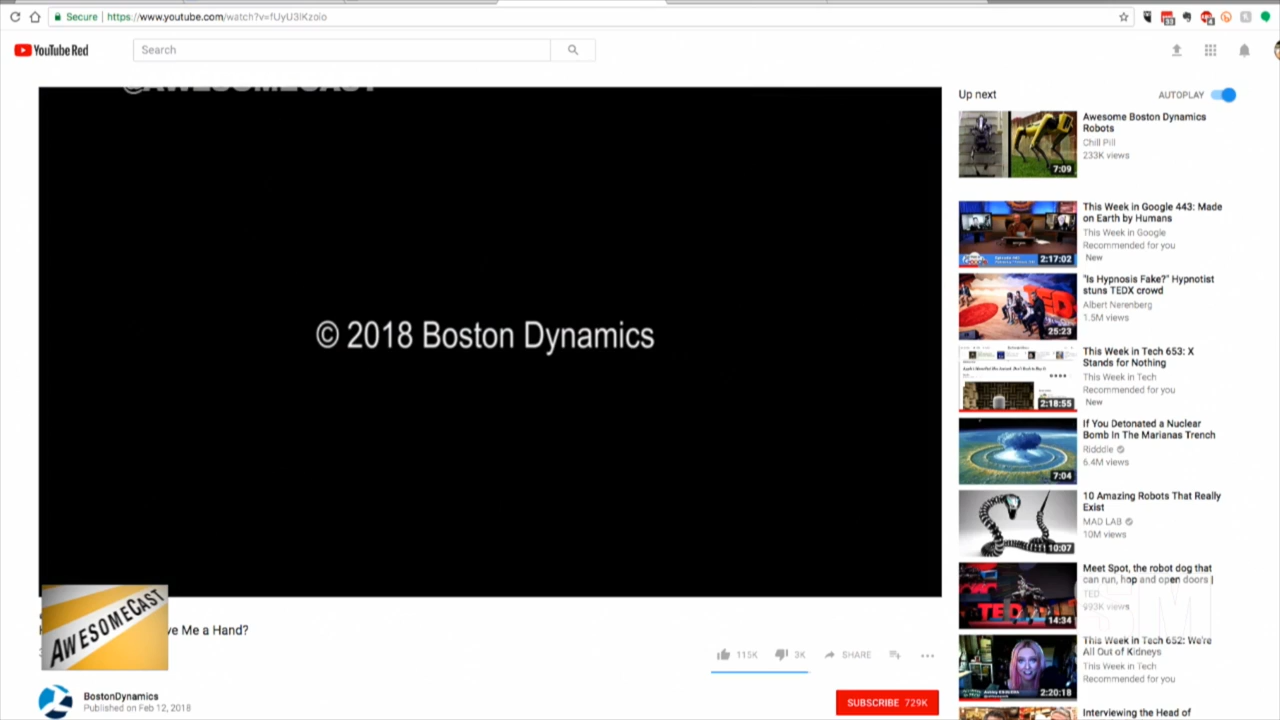 Secure
https://www.youtube.com/watch?v=fUyU3lKzoio
YouTube Red
Search
@AWESOMECAST
© 2018 Boston Dynamics
AWESOMECAST
ve Me a Hand?
115K
3K
SHARE
BostonDynamics
Published on Feb 12, 2018
SUBSCRIBE 729K
Up next
AUTOPLAY
Awesome Boston Dynamics
Robots
Chill Pill
233K views
7:09
This Week in Google 443: Made
on Earth by Humans
This Week in Google
Recommended for you
New
2:17:02
"Is Hypnosis Fake?" Hypnotist
stuns TEDX crowd
Albert Nerenberg
1.5M views
TED
25:23
This Week in Tech 653: X
Stands for Nothing
This Week in Tech
Recommended for you
New
2:18:55
If You Detonated a Nuclear
Bomb In The Marianas Trench
Ridddle
6.4M views
7:04
10 Amazing Robots That Really
Exist
MAD LAB
10M views
10:07
Meet Spot, the robot dog that
can run, hop and open doors |
TED
993K views
TED
14:34
This Week in Tech 652: We're
All Out of Kidneys
This Week in Tech
Recommended for you
2:20:18
Interviewing the Head of